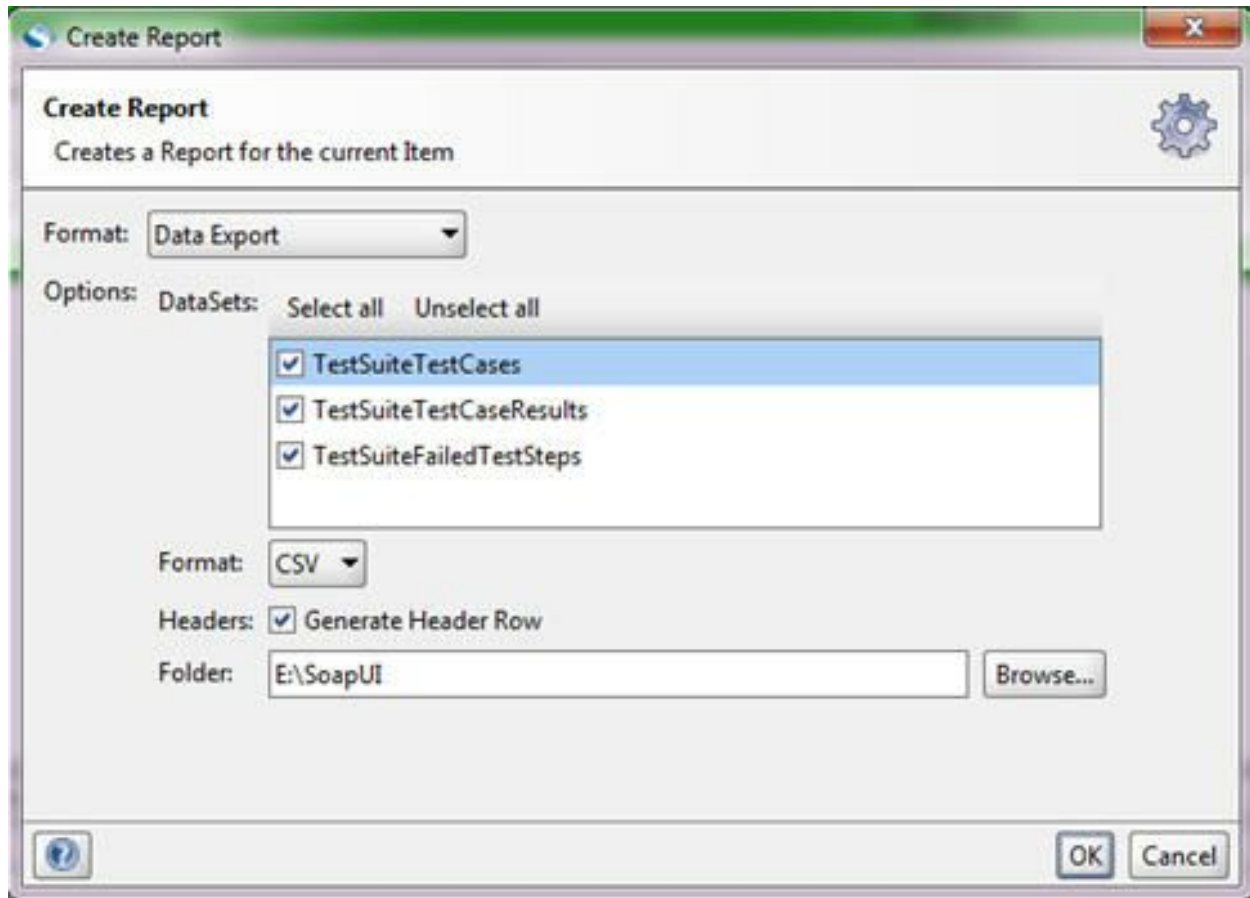 Create Report
Create Report
Creates a Report for the current Item
Format: Data Export
Options: DataSets: Select all Unselect all
TestSuiteTestCases
TestSuiteTestCaseResults
TestSuiteFailedTestSteps
Format: CSV
Headers: Generate Header Row
Folder: E:\SoapUI Browse...
OK Cancel